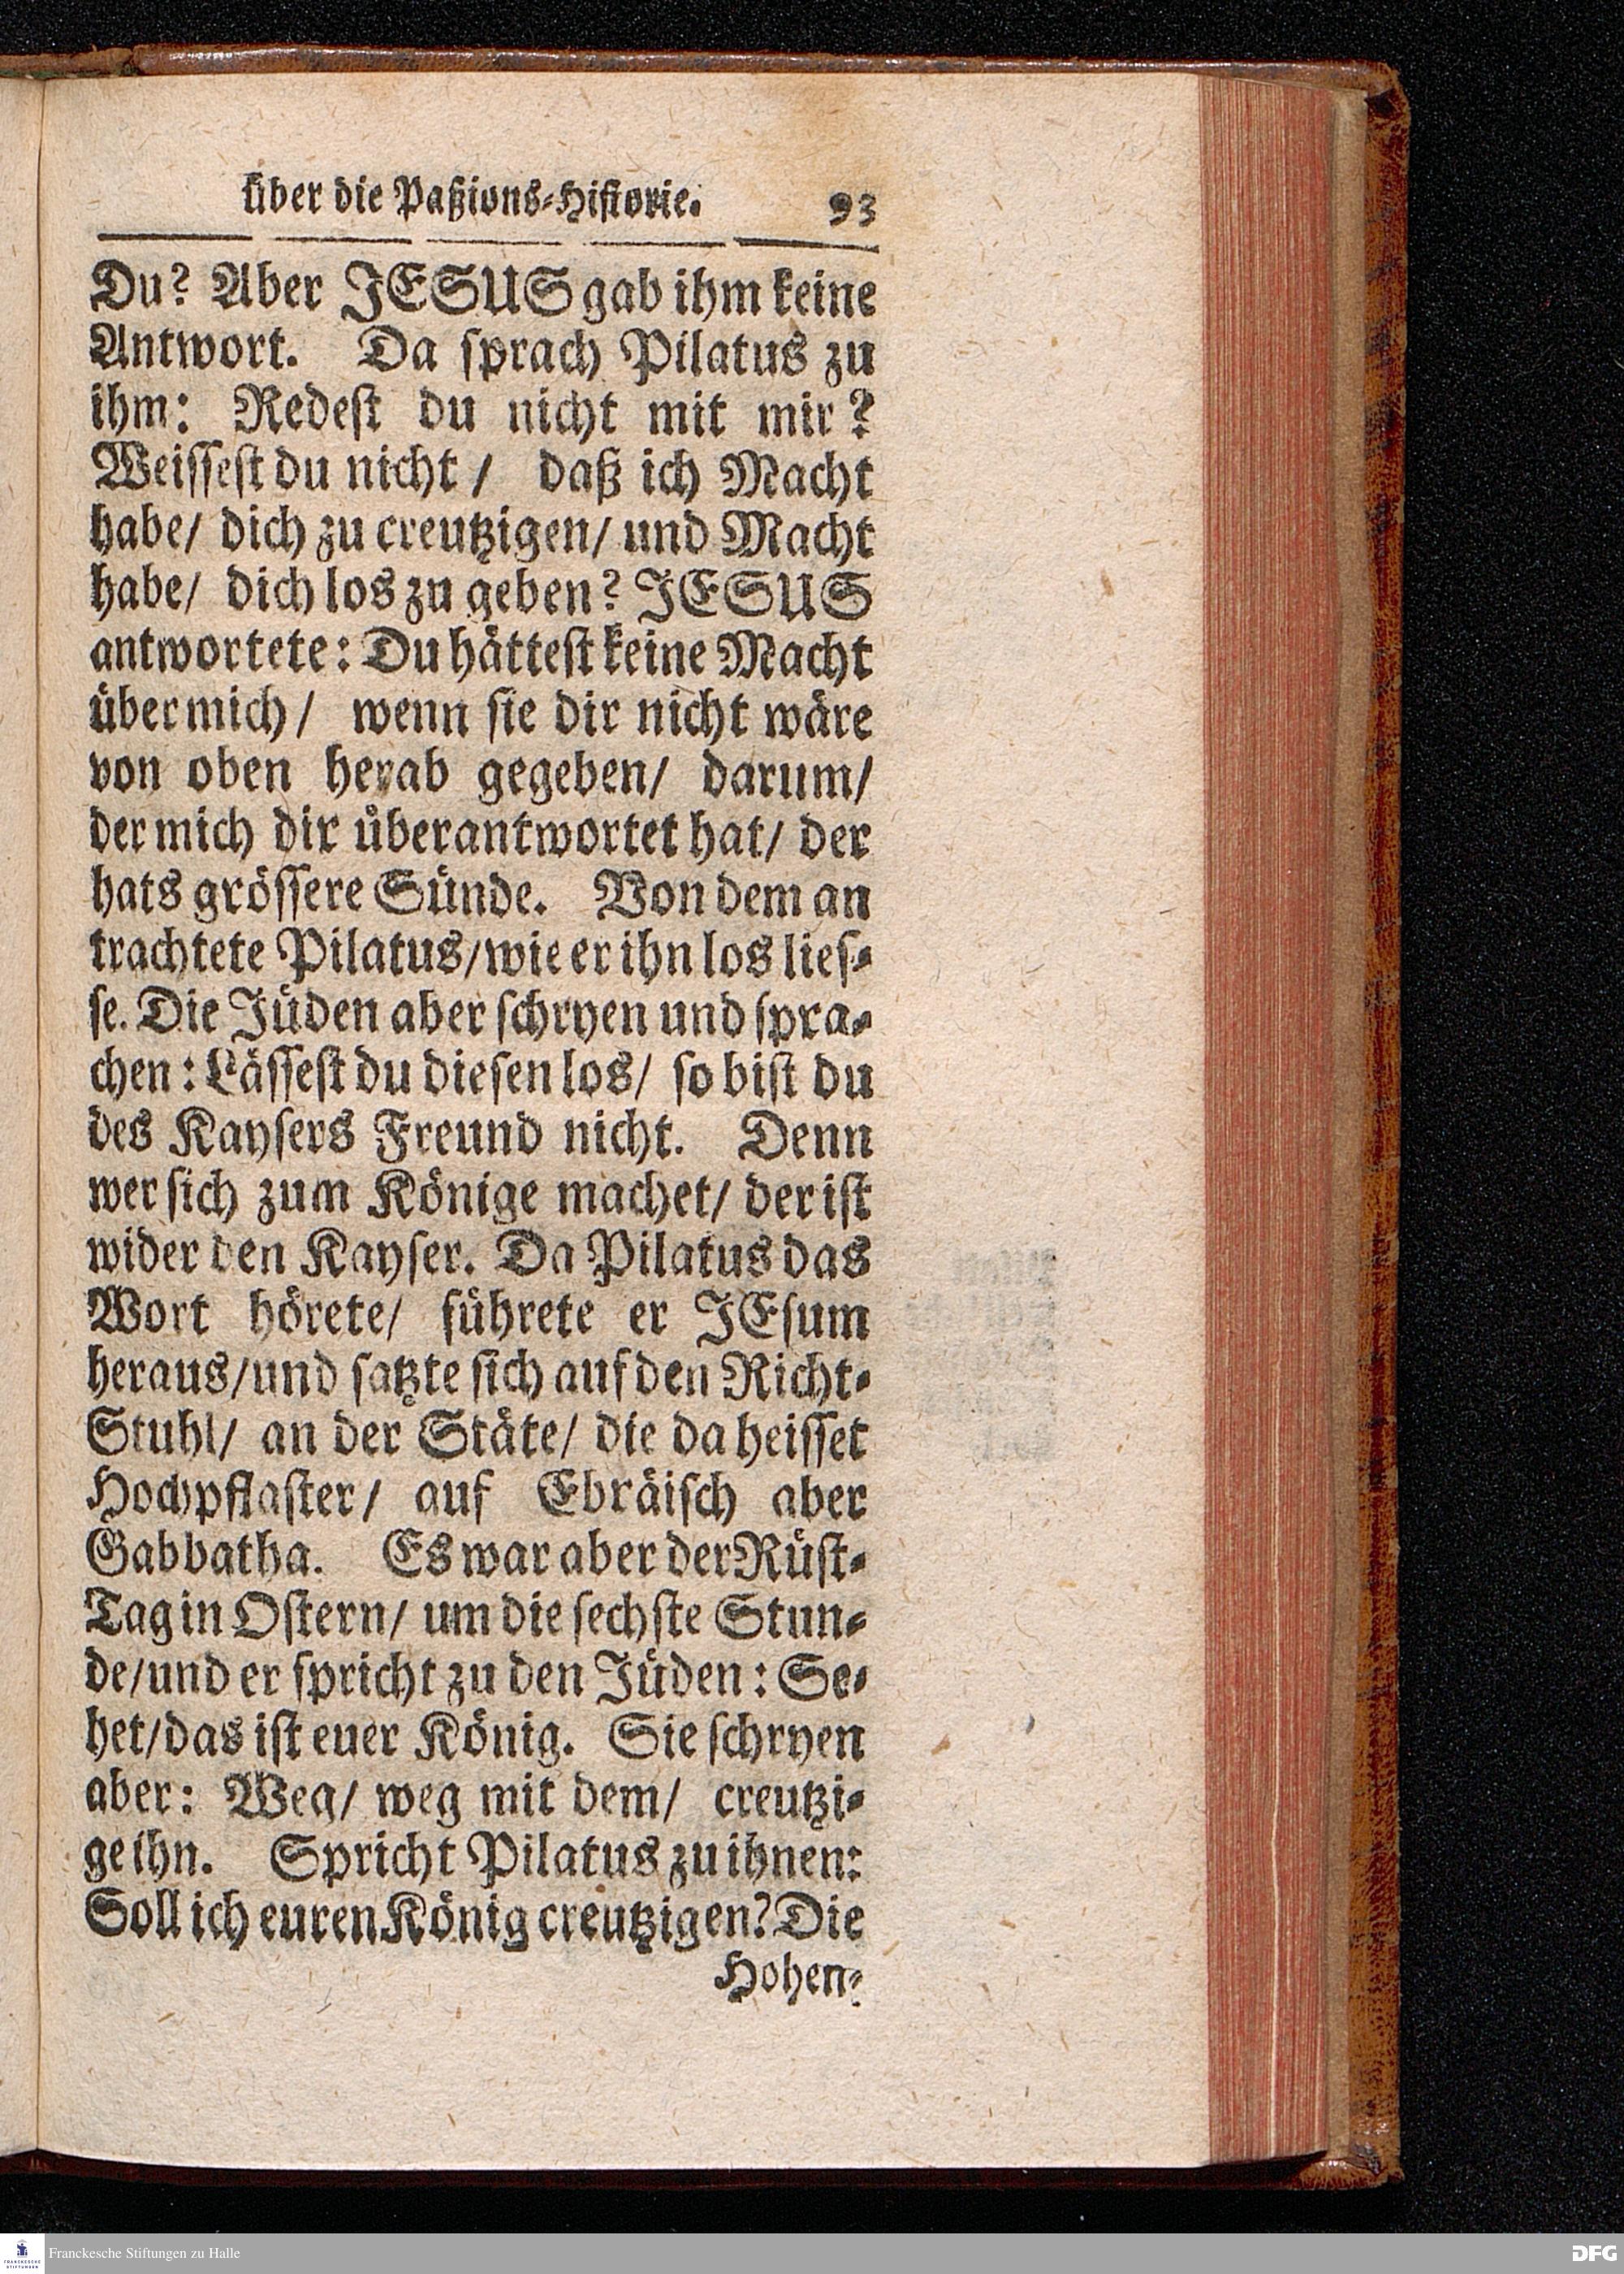 über die Paßions-Historie. 93
Du? Aber JESUS gab ihm keine
Antwort. Da sprach Pilatus zu
ihm: Redest du nicht mit mir?
Weissest du nicht / daß ich Macht
habe/ dich zu creutzigen/ und Macht
habe/ dich los zu geben? JESUS
antwortete: Du hättest keine Macht
über mich/ wenn sie dir nicht wäre
von oben herab gegeben/ darum/
der mich dir überantwortet hat/ der
hats grössere Sünde. Von dem an
trachtete Pilatus/wie er ihn los lies-
se. Die Jüden aber schryen und spra-
chen: Lässest du diesen los/ so bist du
des Kaysers Freund nicht. Denn
wer sich zum Könige machet/ der ist
wider den Kayser. Da Pilatus das
Wort hörete/ führete er JEsum
heraus/und satzte sich auf den Richt-
Stuhl/ an der Stäte/ die da heisset
Hochpflaster/ auf Ebräisch aber
Gabbatha. Es war aber der Rüst-
Tag in Ostern/ um die sechste Stun-
de/und er spricht zu den Jüden: Se-
het/das ist euer König. Sie schryen
aber: Weg/ weg mit dem/ creutzi-
ge ihn. Spricht Pilatus zu ihnen:
Soll ich euren König creutzigen? Die
Hohen-
Franckesche Stiftungen zu Halle
DFG